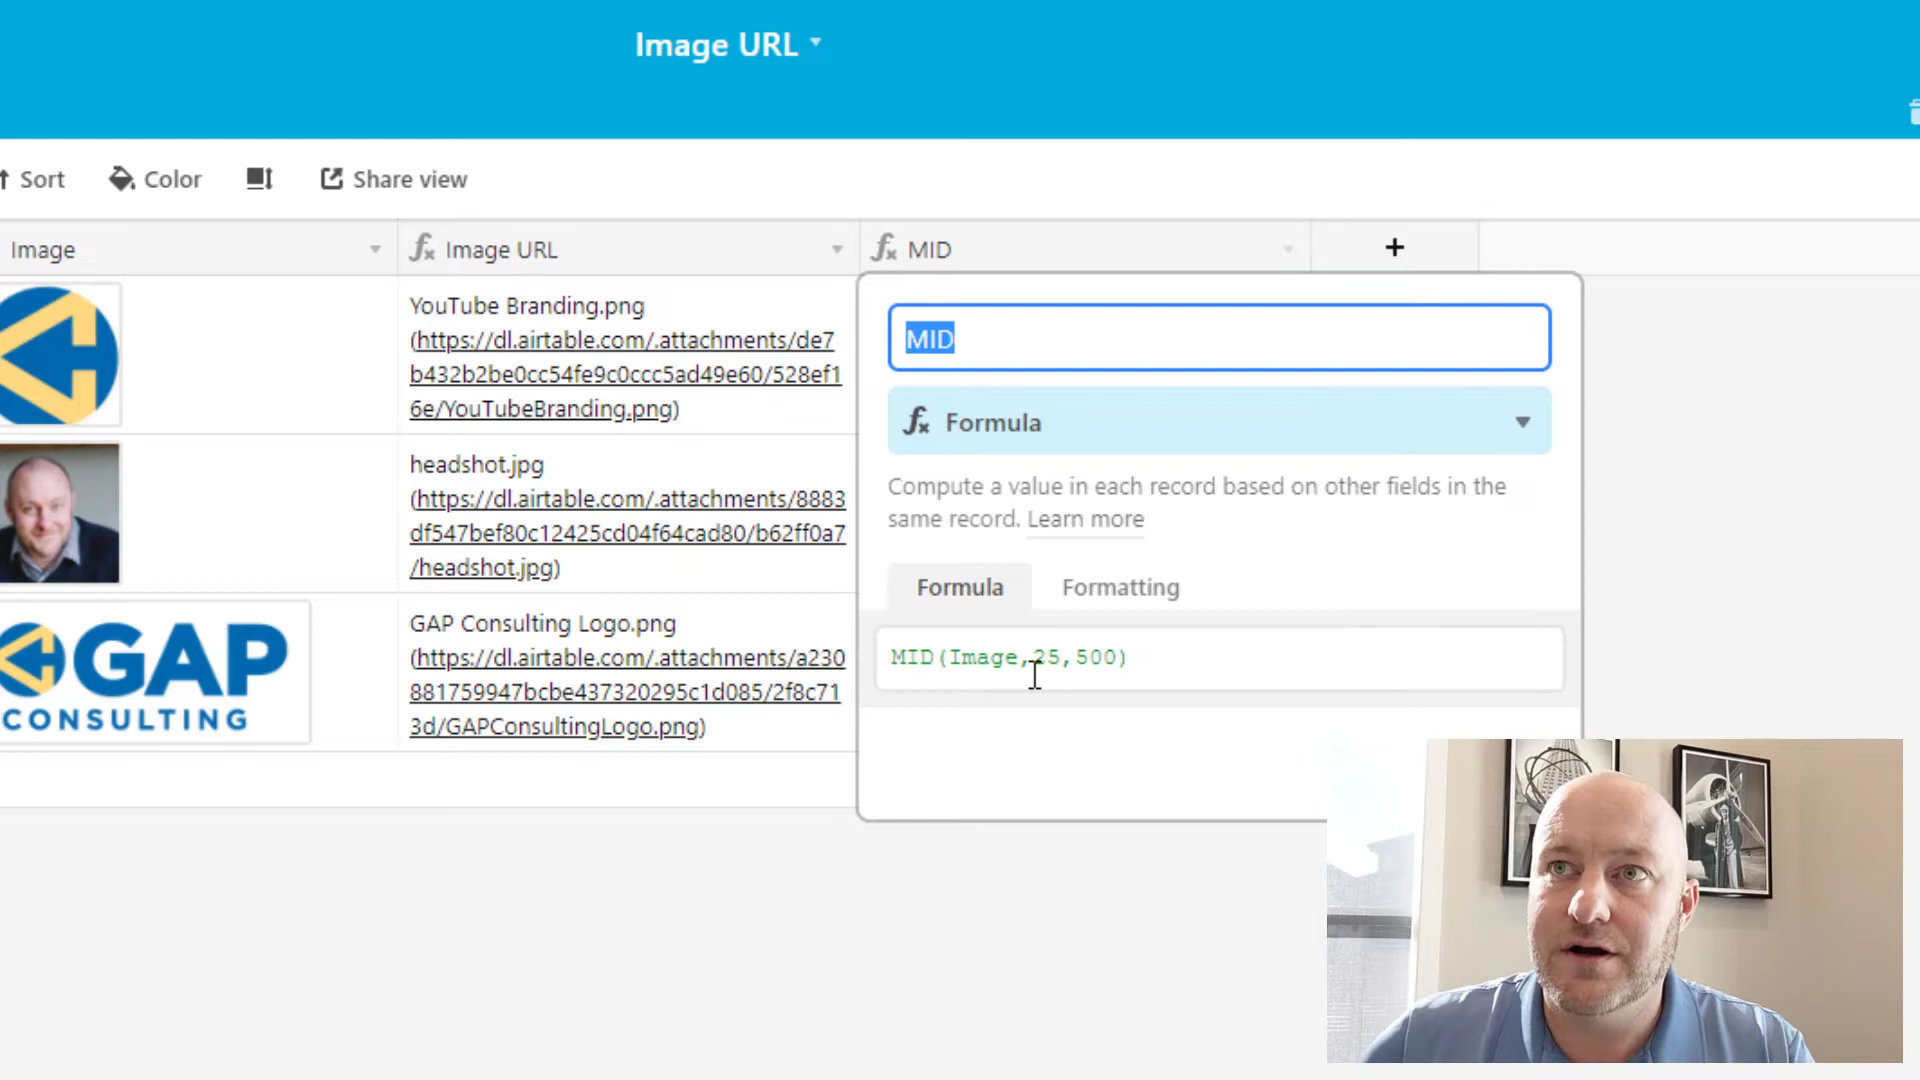 Image URL
Sort
Color
Share view
Image
Image URL
MID
+
YouTube Branding.png
(https://dl.airtable.com/.attachments/de7
b432b2be0cc54fe9c0ccc5ad49e60/528ef1
6e/YouTubeBranding.png)
headshot.jpg
(https://dl.airtable.com/.attachments/8883
df547bef80c12425cd04f64cad80/b62ff0a7
/headshot.jpg)
GAP
CONSULTING
GAP Consulting Logo.png
(https://dl.airtable.com/.attachments/a230
881759947bcbe437320295c1d085/2f8c71
3d/GAPConsultingLogo.png)
MID
Formula
Compute a value in each record based on other fields in the
same record. Learn more
Formula
Formatting
MID(Image,25,500)